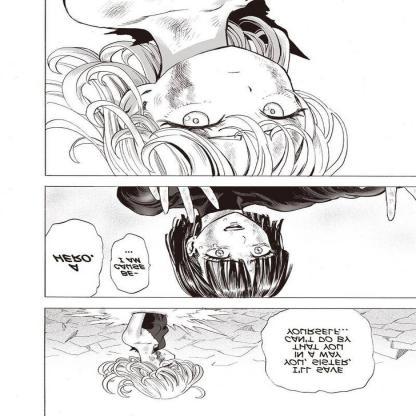 I'LL SAVE
YOU, SISTER,
IN A WAY
THAT YOU
CAN'T DO BY
YOURSELF...
BE-
CAUSE
I AM
...
A
HERO.